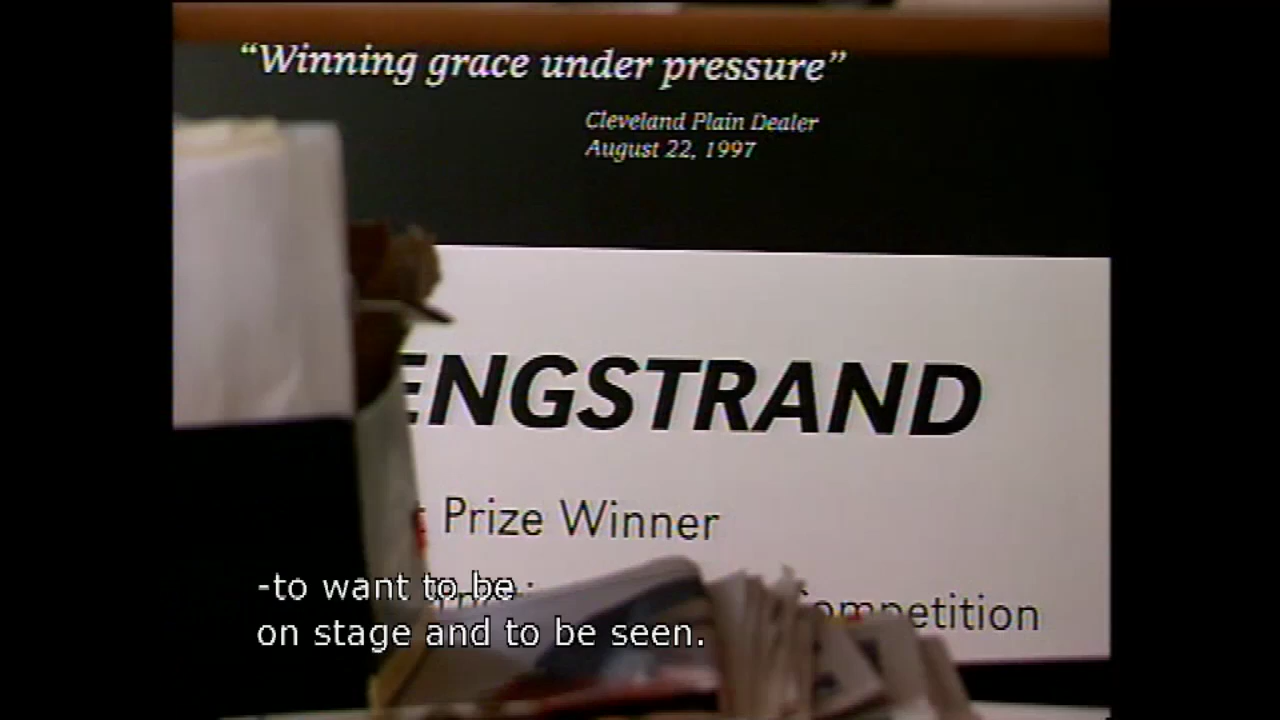 “Winning grace under pressure”
Cleveland Plain Dealer
August 22, 1997
ENGSTRAND
Prize Winner
Competition
-to want to be
on stage and to be seen.